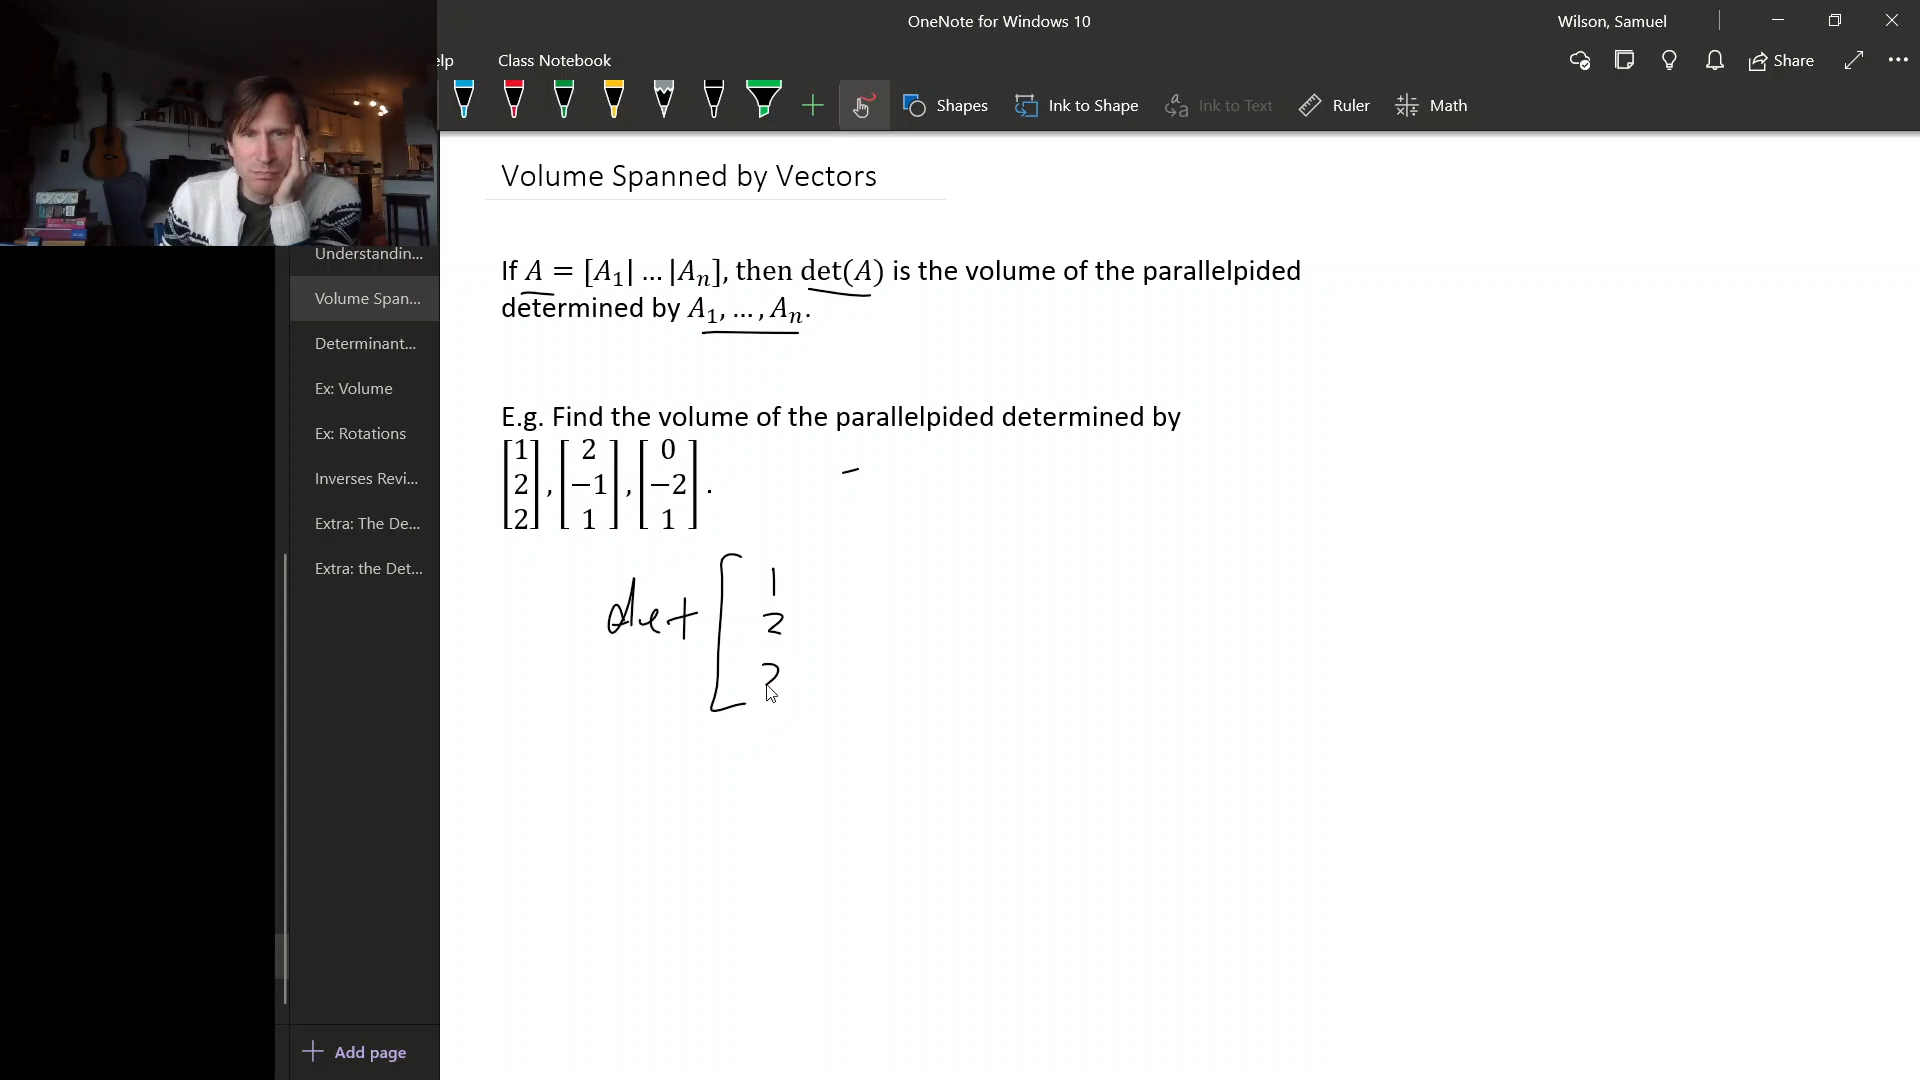 OneNote for Windows 10
Wilson, Samuel
elp Class Notebook
Share
Shapes Ink to Shape Ink to Text Ruler Math
Volume Spanned by Vectors
If A = [A₁| … |Aₙ], then det(A) is the volume of the parallelpided
determined by A₁, … , Aₙ.
E.g. Find the volume of the parallelpided determined by
[1 2 2], [2 −1 1], [0 −2 1].
det [
1
2
2
Understandin...
Volume Span...
Determinant...
Ex: Volume
Ex: Rotations
Inverses Revi...
Extra: The De...
Extra: the Det...
Add page